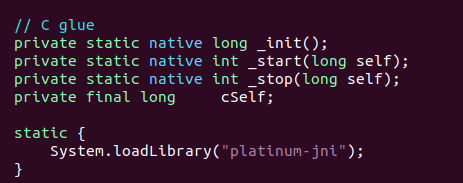 // C glue
private static native long _init();
private static native int _start(long self);
private static native int _stop(long self);
private final long     cSelf;

static {
    System.loadLibrary("platinum-jni");
}